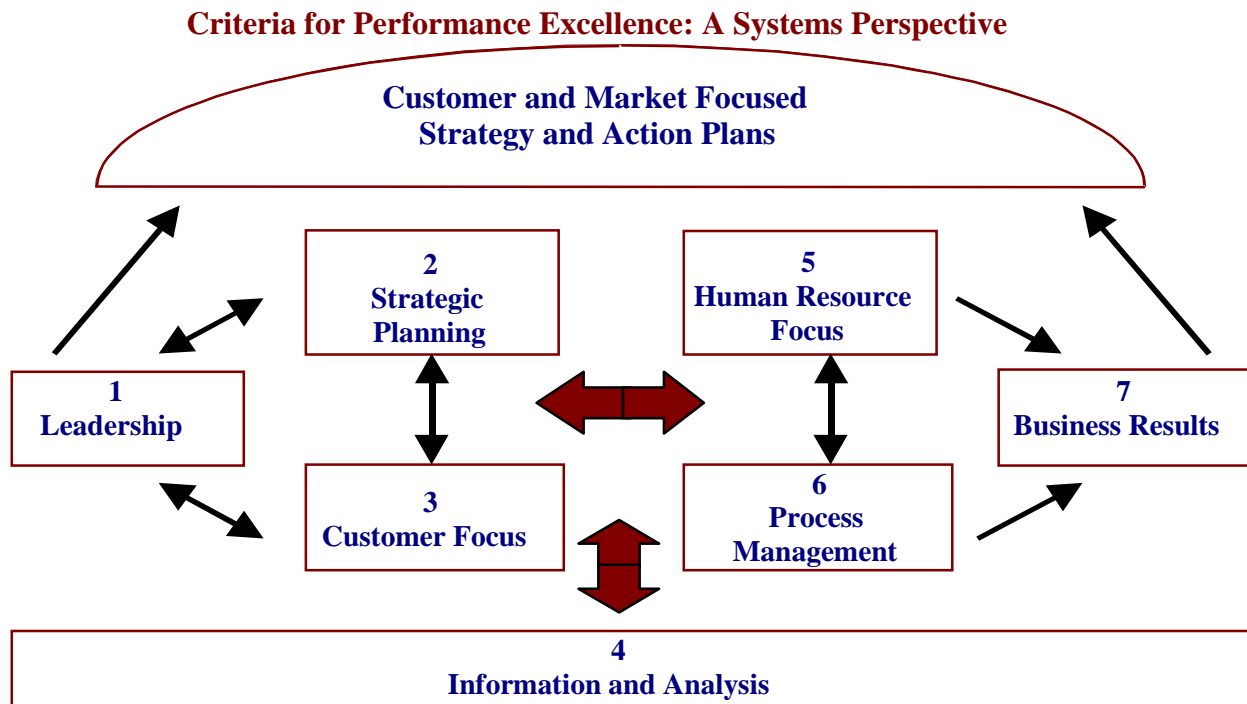 Criteria for Performance Excellence: A Systems Perspective
Customer and Market Focused
Strategy and Action Plans
2
Strategic
Planning
5
Human Resource
Focus
1
Leadership
7
Business Results
3
Customer Focus
6
Process
Management
4
Information and Analysis